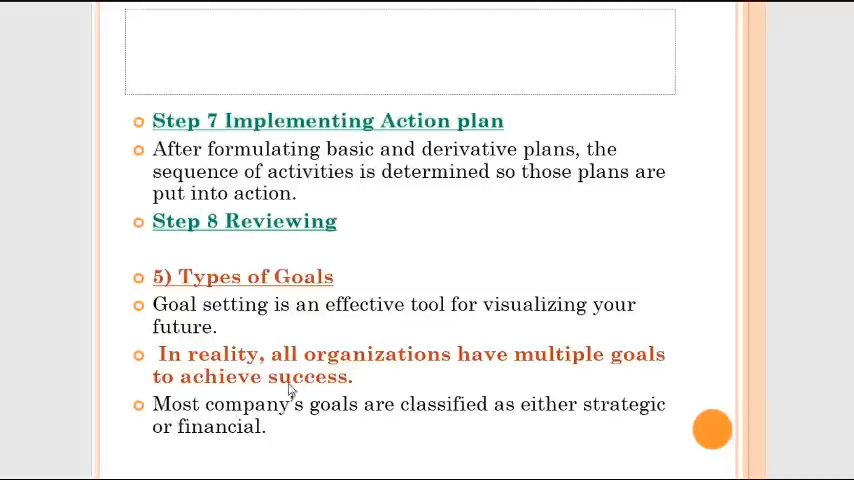 Step 7 Implementing Action plan
After formulating basic and derivative plans, the
sequence of activities is determined so those plans are
put into action.
Step 8 Reviewing
5) Types of Goals
Goal setting is an effective tool for visualizing your
future.
In reality, all organizations have multiple goals
to achieve success.
Most company's goals are classified as either strategic
or financial.